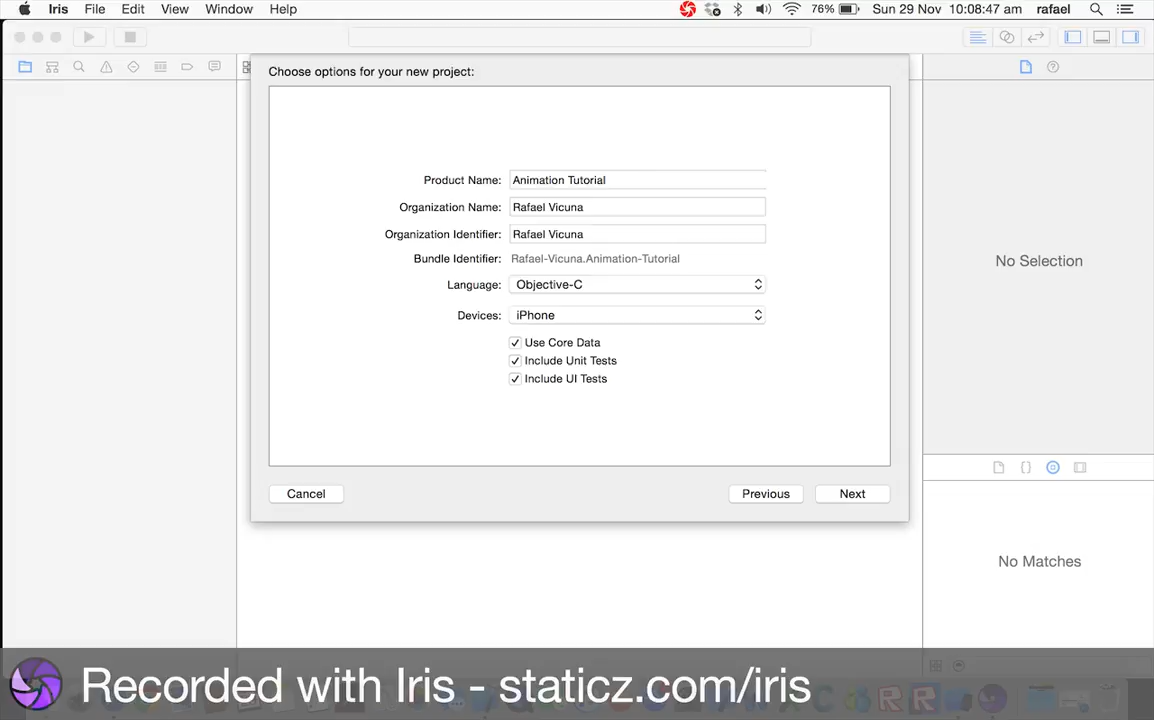 Iris File Edit View Window Help 76% Sun 29 Nov 10:08:47 am rafael
Choose options for your new project:
Product Name: Animation Tutorial
Organization Name: Rafael Vicuna
Organization Identifier: Rafael Vicuna
Bundle Identifier: Rafael-Vicuna.Animation-Tutorial
Language: Objective-C
Devices: iPhone
Use Core Data
Include Unit Tests
Include UI Tests
Cancel Previous Next
No Selection
No Matches
Recorded with Iris - staticz.com/iris